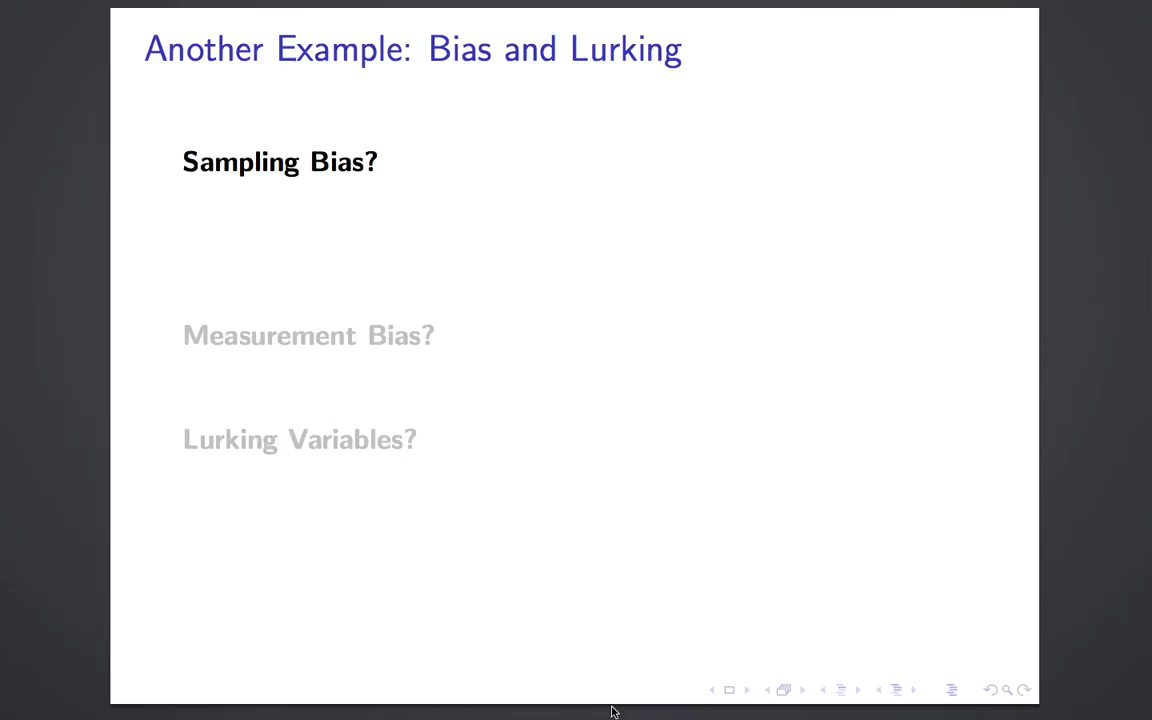 Another Example: Bias and Lurking
Sampling Bias?
Measurement Bias?
Lurking Variables?